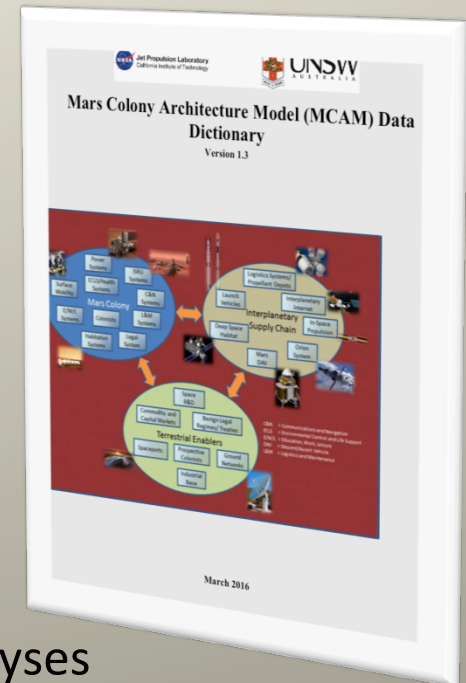 Jet Propulsion Laboratory
California Institute of Technology
UNSW
AUSTRALIA
Mars Colony Architecture Model (MCAM) Data
Dictionary
Version 1.3
Power
Systems
ISRU
Systems
Surface
Mobility
ECLS/Health
Systems
C&N
Systems
Mars Colony
E/W/L
Systems
Colonists
L&M
Systems
Habitation
Systems
Legal
System
Logistics Systems/
Propellant Depots
Launch
Vehicles
Interplanetary
Internet
Interplanetary
Supply Chain
In-Space
Propulsion
Deep Space
Habitat
Mars
DAV
Orion
System
Space
R&D
Commodity and
Capital Markets
Benign Legal
Regimes/ Treaties
Terrestrial Enablers
Spaceports
Prospective
Colonists
Ground
Networks
Industrial
Base
C&N = Communications and Navigation
ECLS = Environmental Control and Life Support
E/W/L = Education, Work, Leisure
DAV = Descent/Ascent Vehicle
L&M = Logistics and Maintenance
March 2016
yses